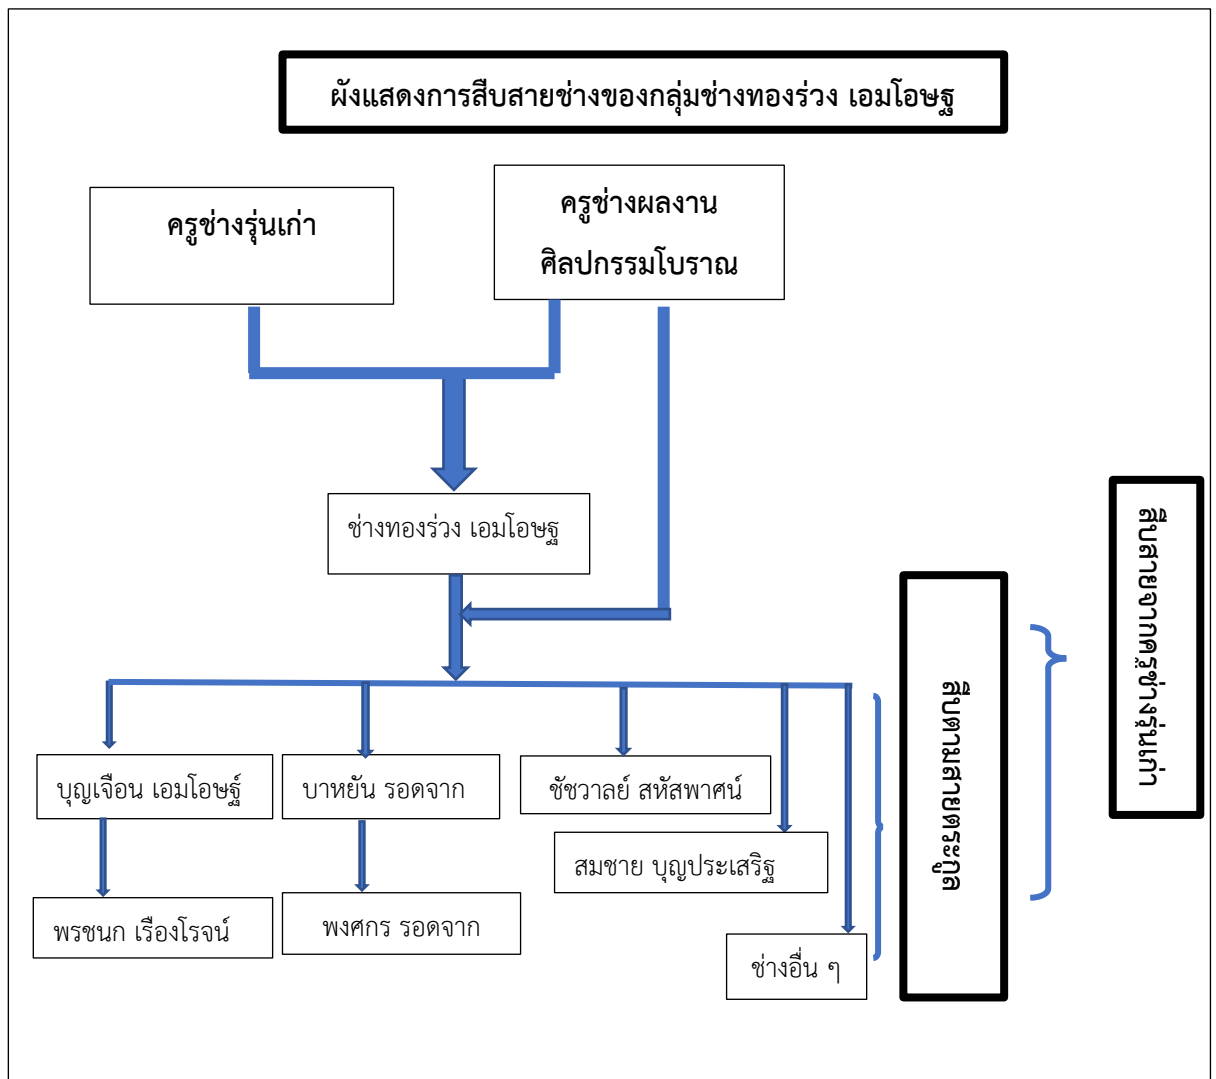 ผังแสดงการสืบสายช่างของกลุ่มช่างทองร่วง เอมโอษฐ
ครูช่างรุ่นเก่า
ครูช่างผลงาน
ศิลปกรรมโบราณ
ช่างทองร่วง เอมโอษฐ
สืบสายจากครูช่างรุ่นเก่า
สืบตามสายตระกูล
บุญเจือน เอมโอษฐ์
บาหยัน รอดจาก
ชัชวาลย์ สหัสพาศน์
สมชาย บุญประเสริฐ
พรชนก เรืองโรจน์
พงศกร รอดจาก
ช่างอื่น ๆ